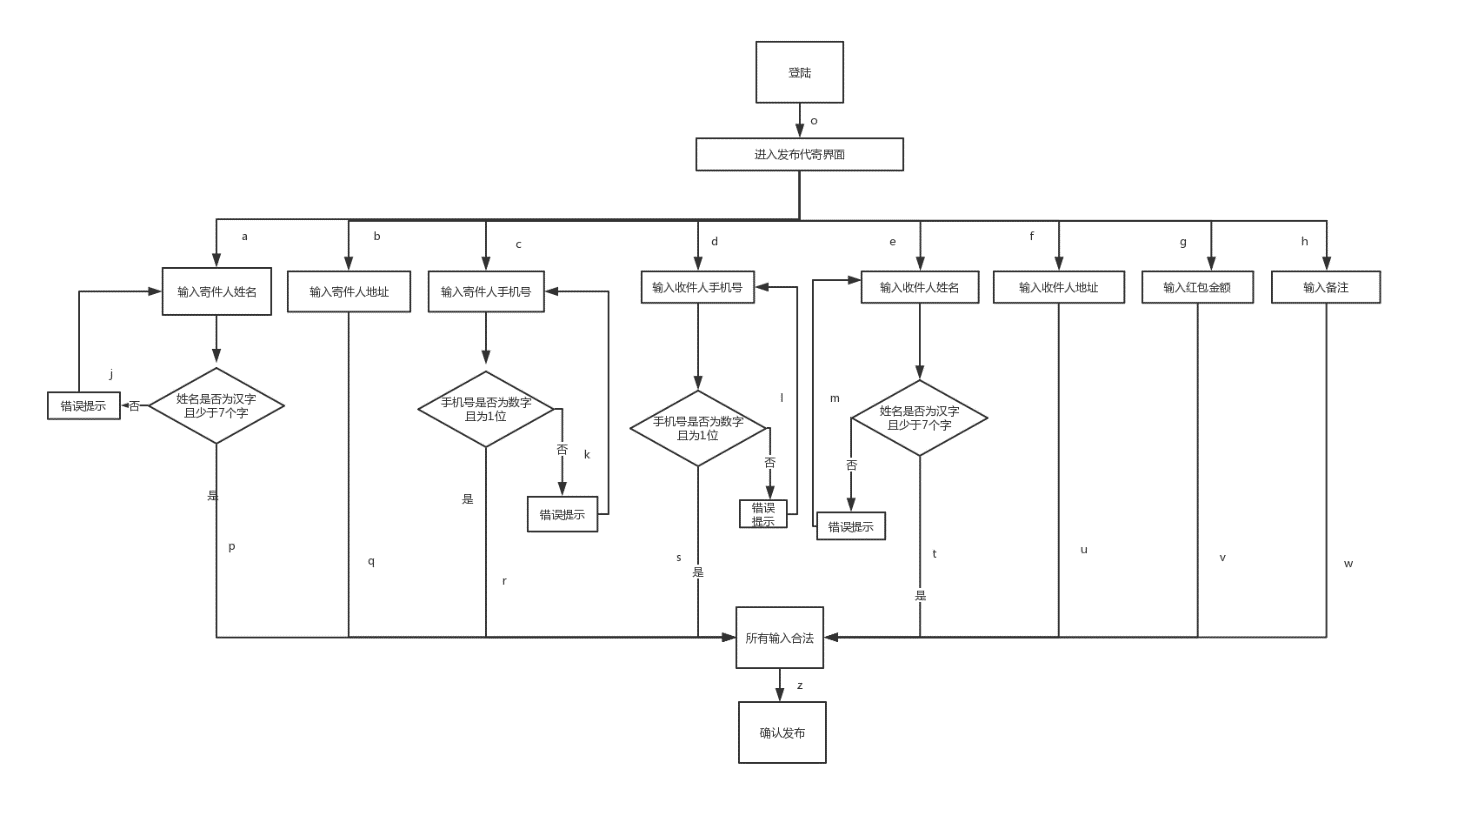 登陆
o
进入发布代寄界面
a
b
c
d
e
f
g
h
输入寄件人姓名
输入寄件人地址
输入寄件人手机号
输入收件人手机号
输入收件人姓名
输入收件人地址
输入红包金额
输入备注
j
错误提示
否
姓名是否为汉字
且少于7个字
手机号是否为数字
且为1位
否
k
错误提示
手机号是否为数字
且为1位
l
否
错误
提示
m
姓名是否为汉字
且少于7个字
否
错误提示
是
p
q
是
r
s
是
t
是
u
v
w
所有输入合法
z
确认发布